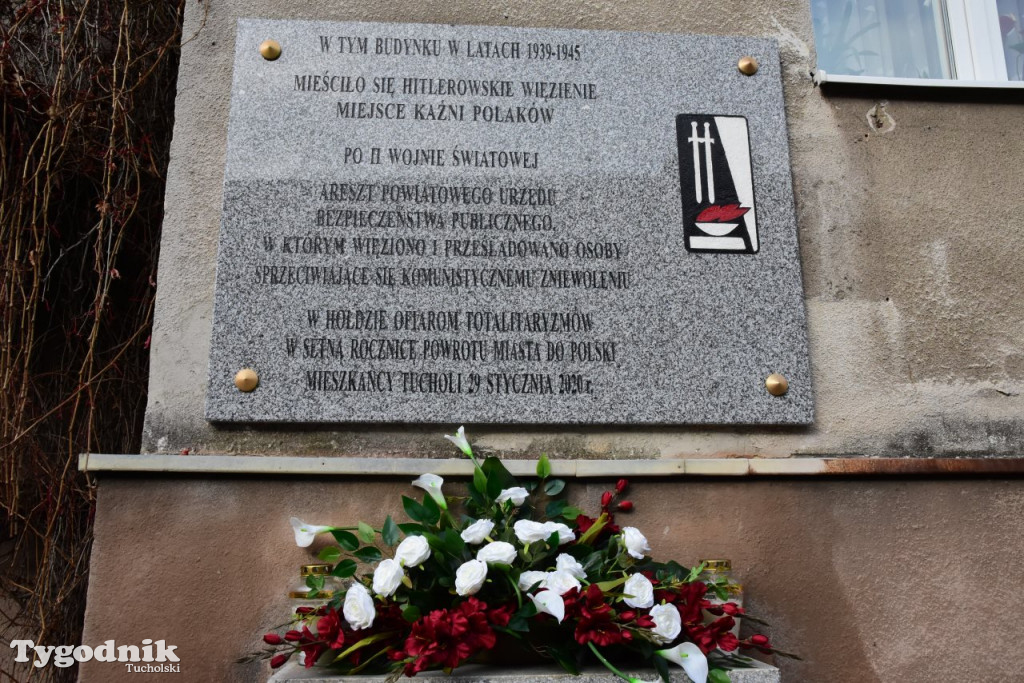 W TYM BUDYNKU W LATACH 1939-1945
MIEŚCIŁO SIĘ HITLEROWSKIE WIĘZIENIE
MIEJSCE KAŹNI POLAKÓW
PO II WOJNIE ŚWIATOWEJ
ARESZT POWIATOWEGO URZĘDU
BEZPIECZEŃSTWA PUBLICZNEGO,
W KTÓRYM WIĘZIONO I PRZEŚLADOWANO OSOBY
SPRZECIWIAJĄCE SIĘ KOMUNISTYCZNEMU ZNIEWOLENIU
W HOŁDZIE OFIAROM TOTALITARYZMÓW
W SETNĄ ROCZNICĘ POWROTU MIASTA DO POLSKI
MIESZKAŃCY TUCHOLI 29 STYCZNIA 2020 r.
Tygodnik
Tucholski